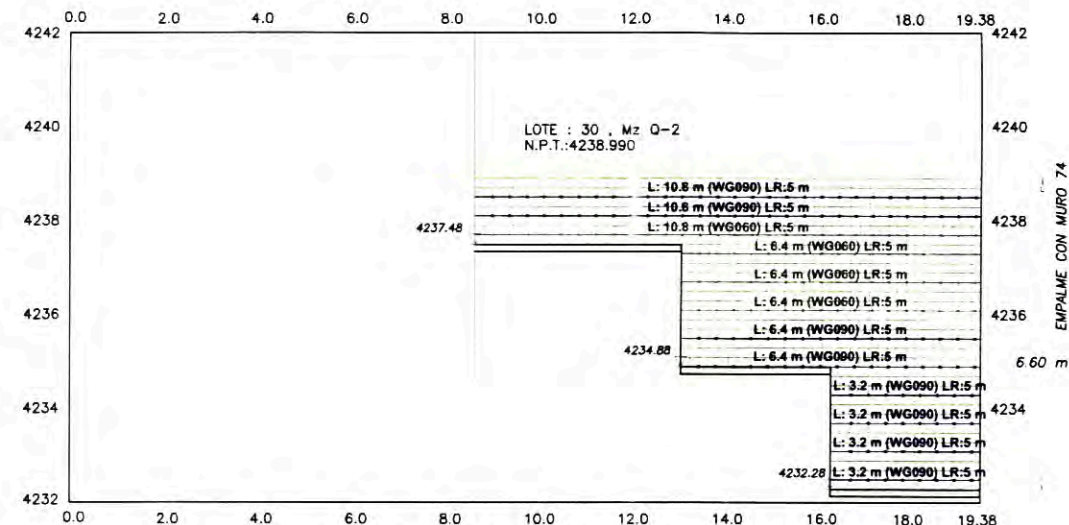 0.0 2.0 4.0 6.0 8.0 10.0 12.0 14.0 16.0 18.0 19.38
4242 4242
4240 LOTE : 30 , Mz Q-2 4240
N.P.T.:4238.990
L: 10.8 m (WG090) LR:5 m
L: 10.8 m (WG090) LR:5 m
4238 4237.48 L: 10.8 m (WG060) LR:5 m 4238
L: 6.4 m (WG060) LR:5 m
L: 6.4 m (WG060) LR:5 m
L: 6.4 m (WG060) LR:5 m
4236 4236
L: 6.4 m (WG090) LR:5 m
4234.88 L: 6.4 m (WG090) LR:5 m
6.60 m
EMPALME CON MURO 74
L: 3.2 m (WG090) LR:5 m
4234 L: 3.2 m (WG090) LR:5 m 4234
L: 3.2 m (WG090) LR:5 m
4232.28 L: 3.2 m (WG090) LR:5 m
4232
0.0 2.0 4.0 6.0 8.0 10.0 12.0 14.0 16.0 18.0 19.38